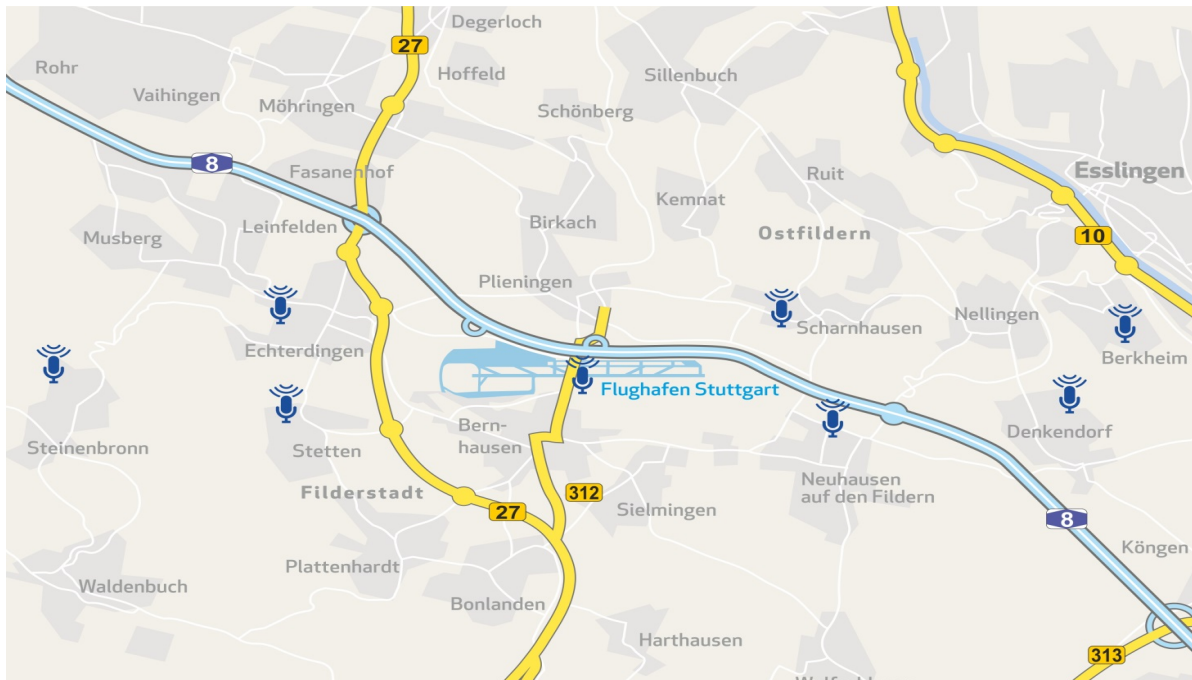 Degerloch
27
Rohr
Hoffeld
Sillenbuch
Vaihingen
Möhringen
Schönberg
8
Fasanenhof
Ruit
Esslingen
Kemnat
Birkach
Leinfelden
Musberg
Ostfildern
10
Plieningen
Nellingen
Scharnhausen
Echterdingen
Berkheim
Flughafen Stuttgart
Bern-
hausen
Denkendorf
Steinenbronn
Stetten
Neuhausen
auf den Fildern
Filderstadt
312
27
Sielmingen
8
Köngen
Plattenhardt
Waldenbuch
Bonlanden
Harthausen
313